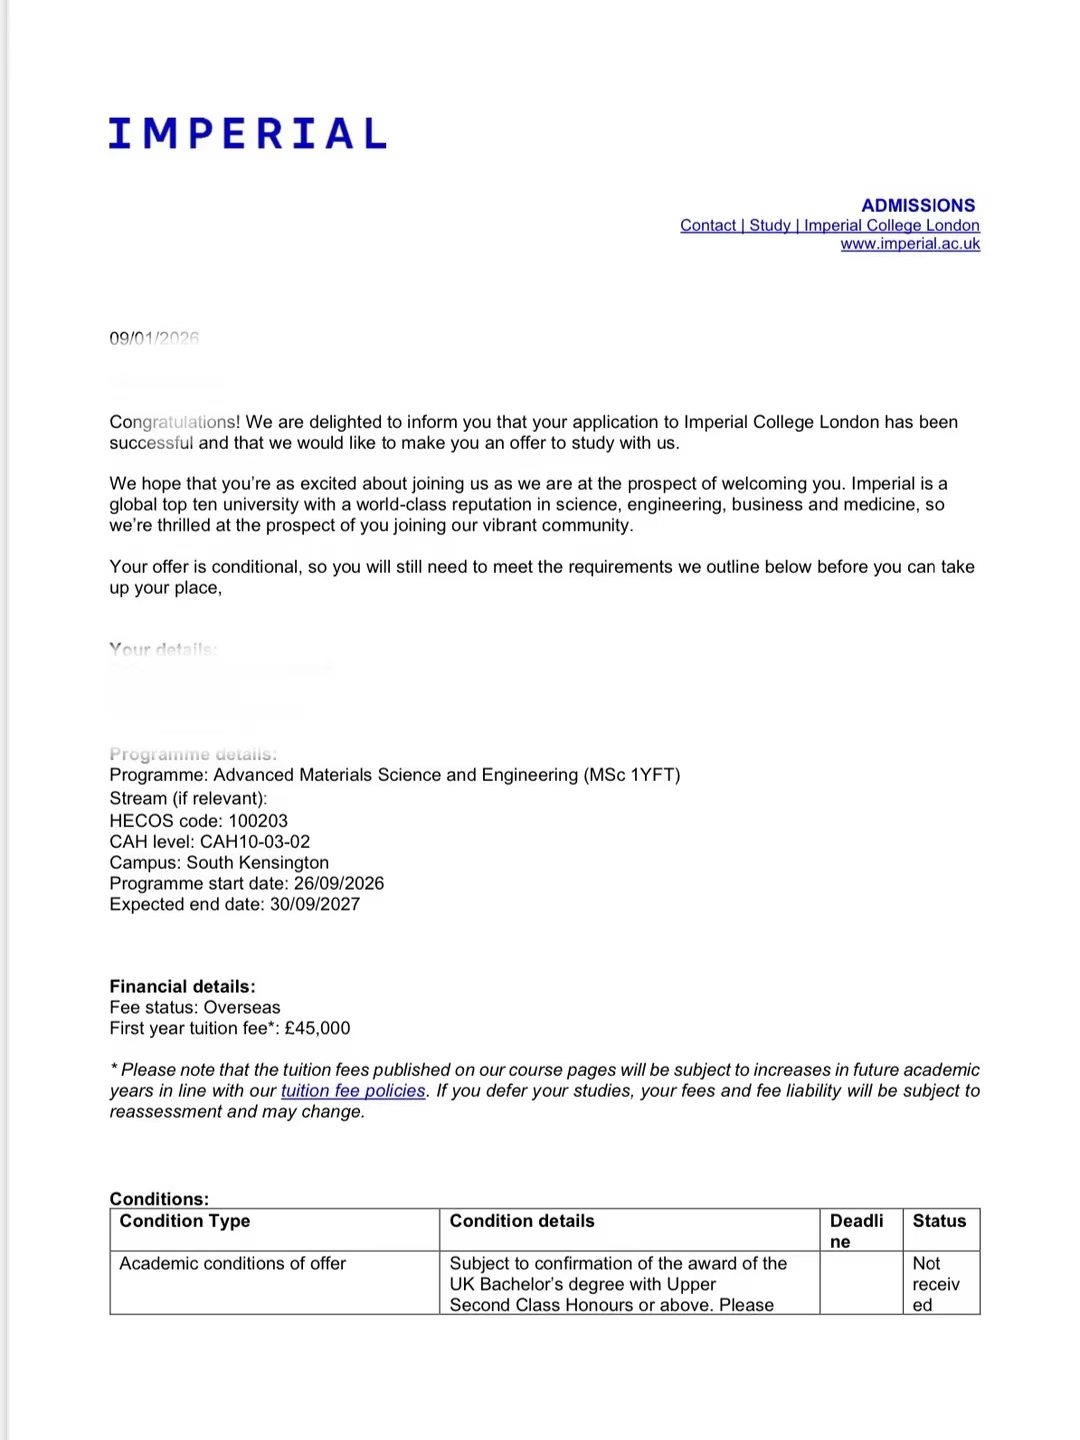 IMPERIAL
ADMISSIONS
Contact | Study | Imperial College London
www.imperial.ac.uk
09/01/2026
Congratulations! We are delighted to inform you that your application to Imperial College London has been
successful and that we would like to make you an offer to study with us.
We hope that you're as excited about joining us as we are at the prospect of welcoming you. Imperial is a
global top ten university with a world-class reputation in science, engineering, business and medicine, so
we're thrilled at the prospect of you joining our vibrant community.
Your offer is conditional, so you will still need to meet the requirements we outline below before you can take
up your place,
Your details:
Programme details:
Programme: Advanced Materials Science and Engineering (MSc 1YFT)
Stream (if relevant):
HECOS code: 100203
CAH level: CAH10-03-02
Campus: South Kensington
Programme start date: 26/09/2026
Expected end date: 30/09/2027
Financial details:
Fee status: Overseas
First year tuition fee*: £45,000
* Please note that the tuition fees published on our course pages will be subject to increases in future academic
years in line with our tuition fee policies. If you defer your studies, your fees and fee liability will be subject to
reassessment and may change.
Conditions:
Condition Type Condition details Deadli Status
ne
Academic conditions of offer Subject to confirmation of the award of the Not
UK Bachelor's degree with Upper receiv
Second Class Honours or above. Please ed